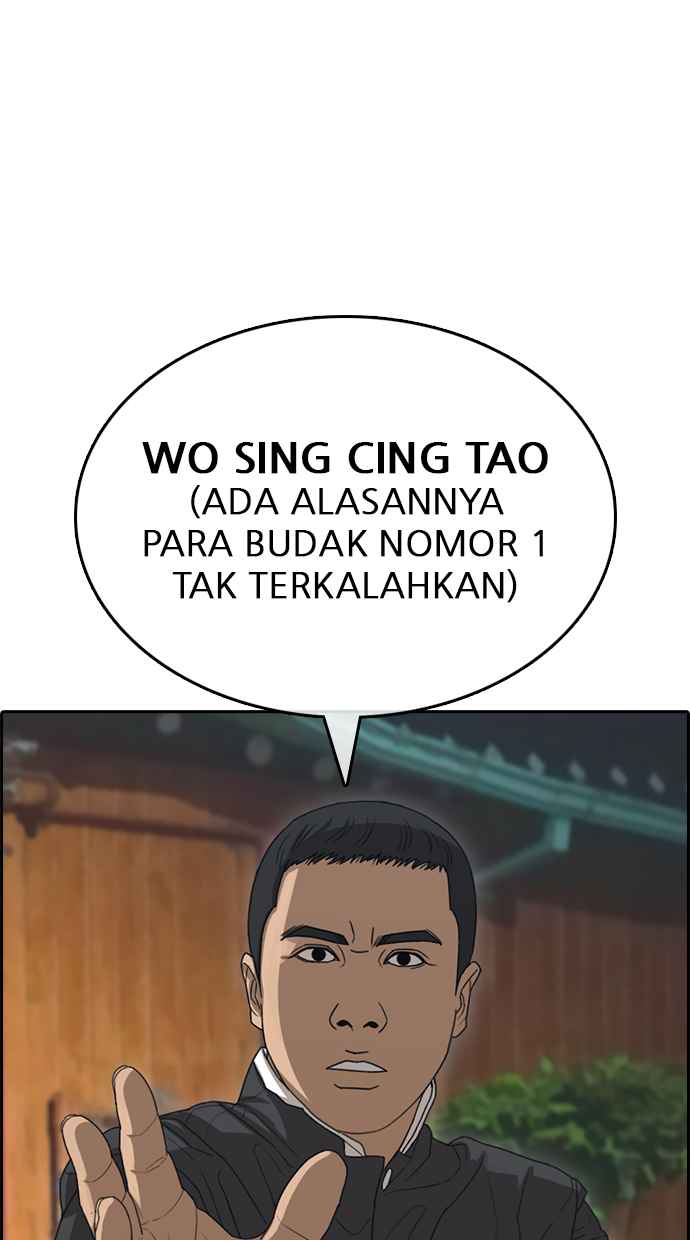 WO SING CING TAO
(ADA ALASANNYA
PARA BUDAK NOMOR 1
TAK TERKALAHKAN)